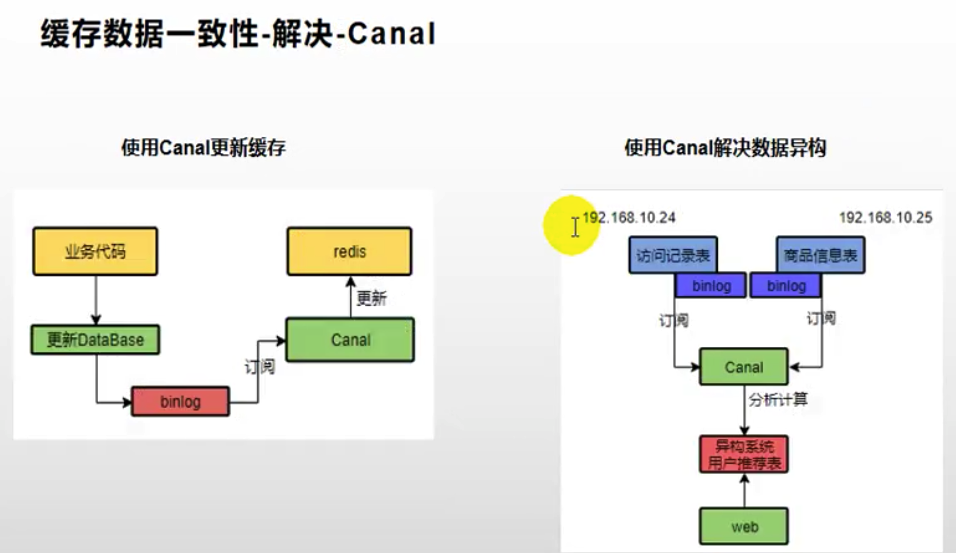 缓存数据一致性-解决-Canal
使用Canal更新缓存
业务代码
redis
更新
更新DataBase
Canal
订阅
binlog
使用Canal解决数据异构
192.168.10.24
192.168.10.25
访问记录表
商品信息表
binlog
binlog
订阅
订阅
Canal
分析计算
异构系统
用户推荐表
web